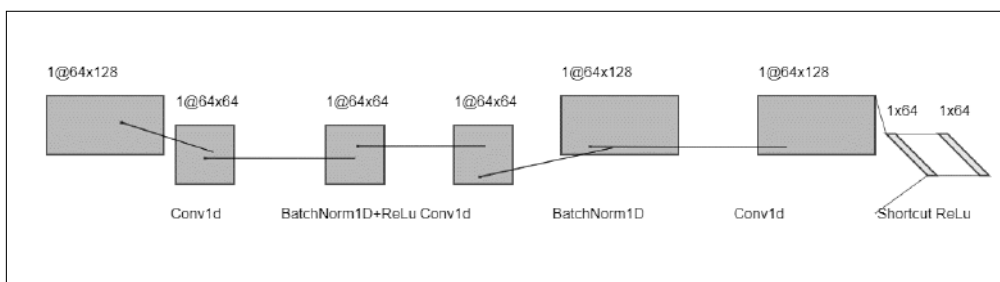 1@64x128
1@64x64
1@64x64
1@64x64
1@64x128
1@64x128
1x64
1x64
Conv1d
BatchNorm1D+ReLu
Conv1d
BatchNorm1D
Conv1d
Shortcut ReLu